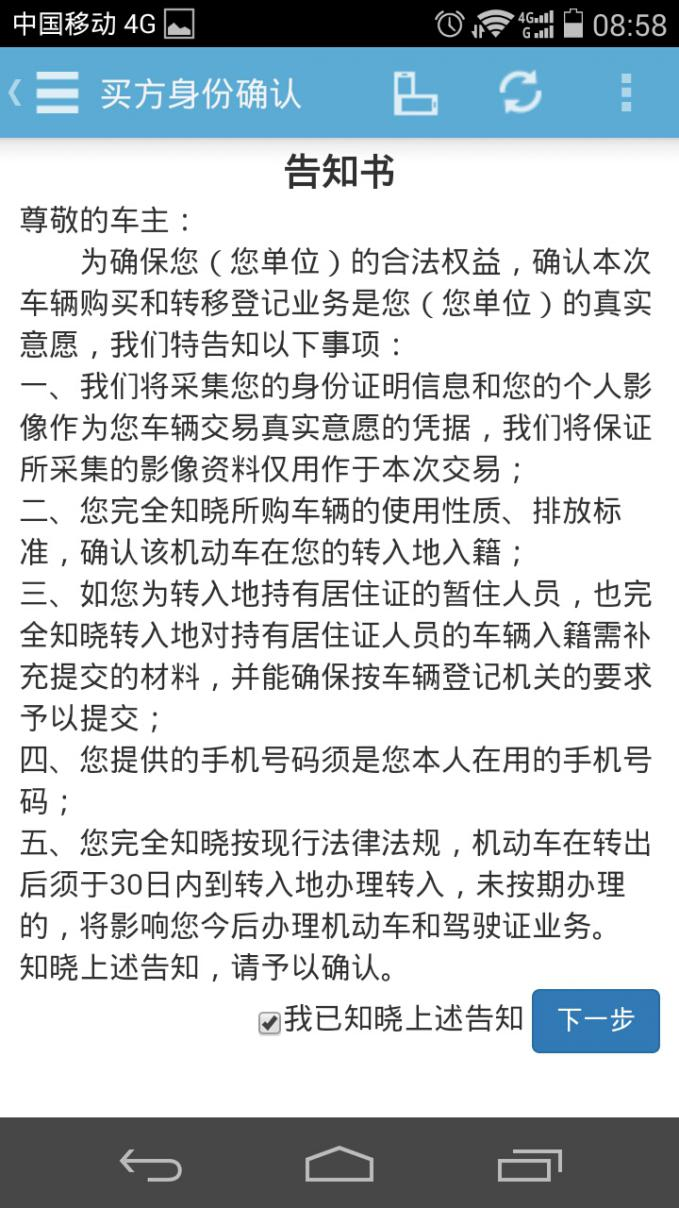 中国移动 4G 4G G 08:58
买方身份确认
告知书
尊敬的车主：
为确保您（您单位）的合法权益，确认本次
车辆购买和转移登记业务是您（您单位）的真实
意愿，我们特告知以下事项：
一、我们将采集您的身份证明信息和您的个人影
像作为您车辆交易真实意愿的凭据，我们将保证
所采集的影像资料仅用作于本次交易；
二、您完全知晓所购车辆的使用性质、排放标
准，确认该机动车在您的转入地入籍；
三、如您为转入地持有居住证的暂住人员，也完
全知晓转入地对持有居住证人员的车辆入籍需补
充提交的材料，并能确保按车辆登记机关的要求
予以提交；
四、您提供的手机号码须是您本人在用的手机号
码；
五、您完全知晓按现行法律法规，机动车在转出
后须于30日内到转入地办理转入，未按期办理
的，将影响您今后办理机动车和驾驶证业务。
知晓上述告知，请予以确认。
我已知晓上述告知 下一步